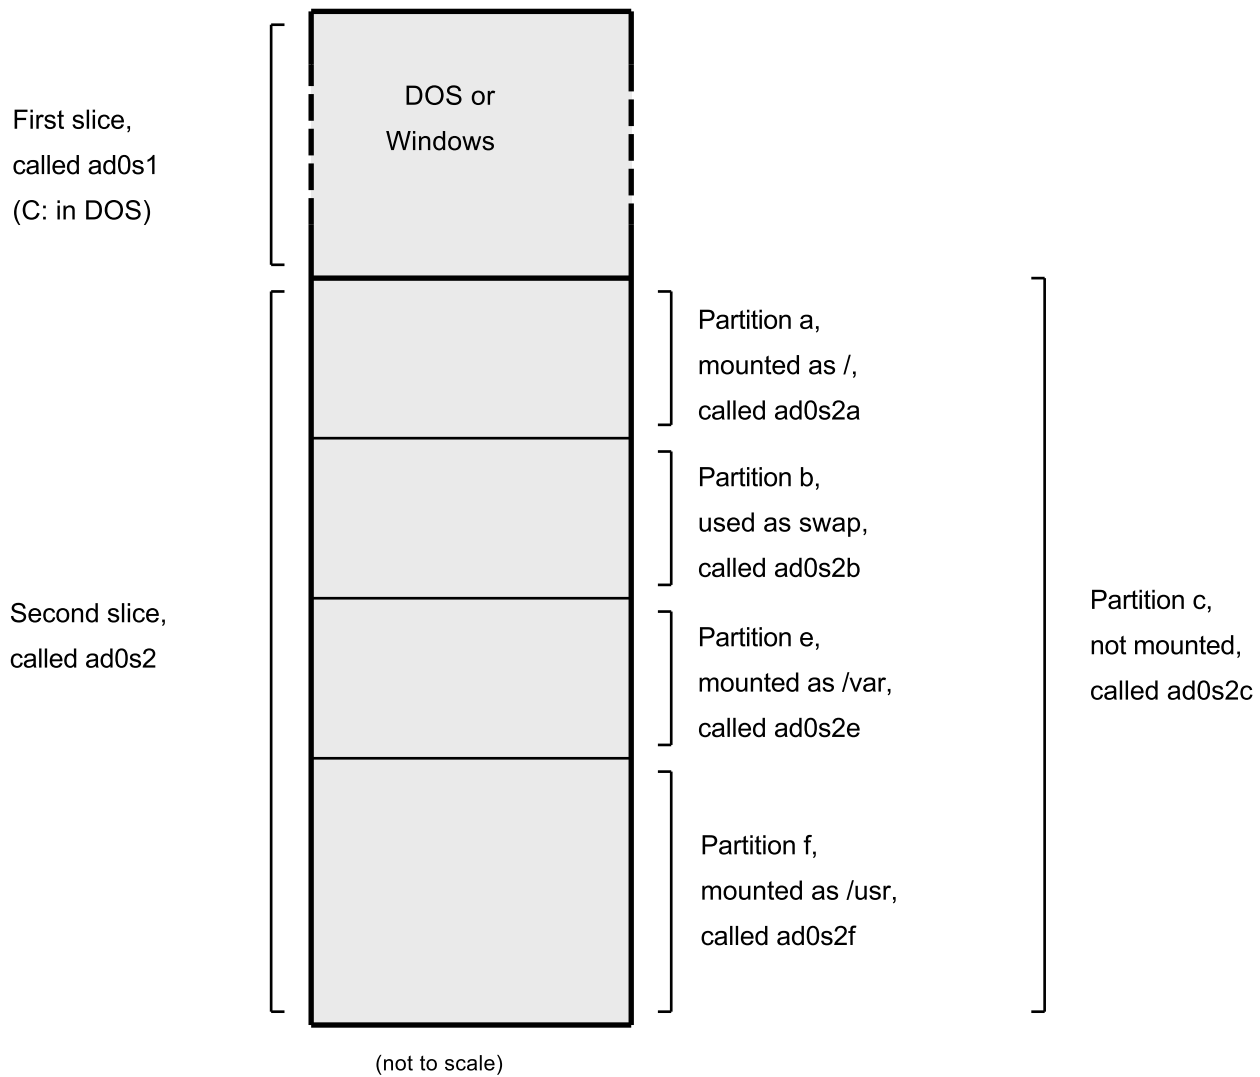 DOS or
Windows
First slice,
called ad0s1
(C: in DOS)
Partition a,
mounted as /,
called ad0s2a
Partition b,
used as swap,
called ad0s2b
Second slice,
called ad0s2
Partition e,
mounted as /var,
called ad0s2e
Partition c,
not mounted,
called ad0s2c
Partition f,
mounted as /usr,
called ad0s2f
(not to scale)